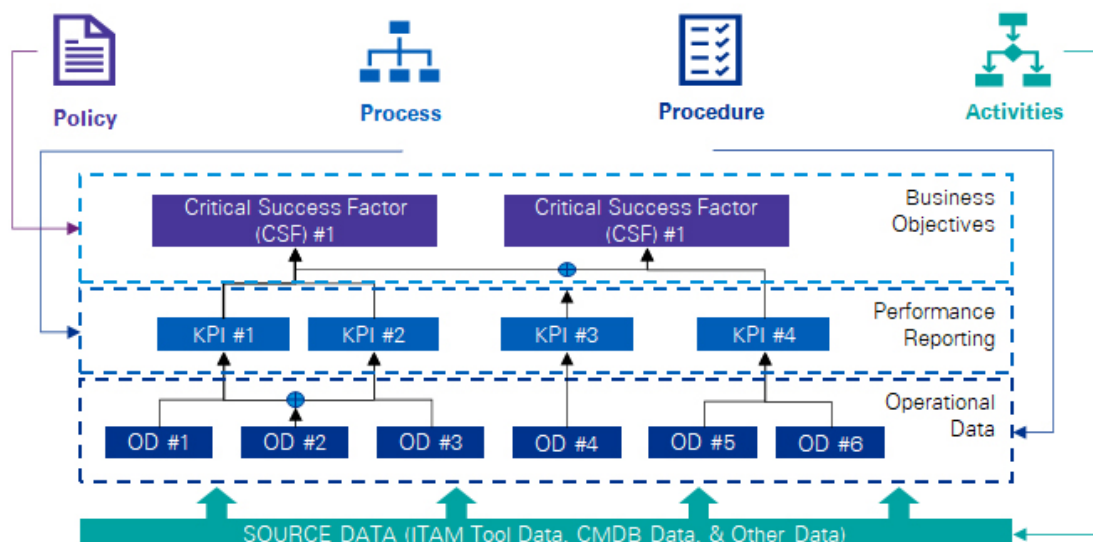 Policy
Process
Procedure
Activities
Business
Objectives
Critical Success Factor
(CSF) #1
Critical Success Factor
(CSF) #1
Performance
Reporting
KPI #1
KPI #2
KPI #3
KPI #4
Operational
Data
OD #1
OD #2
OD #3
OD #4
OD #5
OD #6
SOURCE DATA (ITAM Tool Data, CMDB Data, & Other Data)